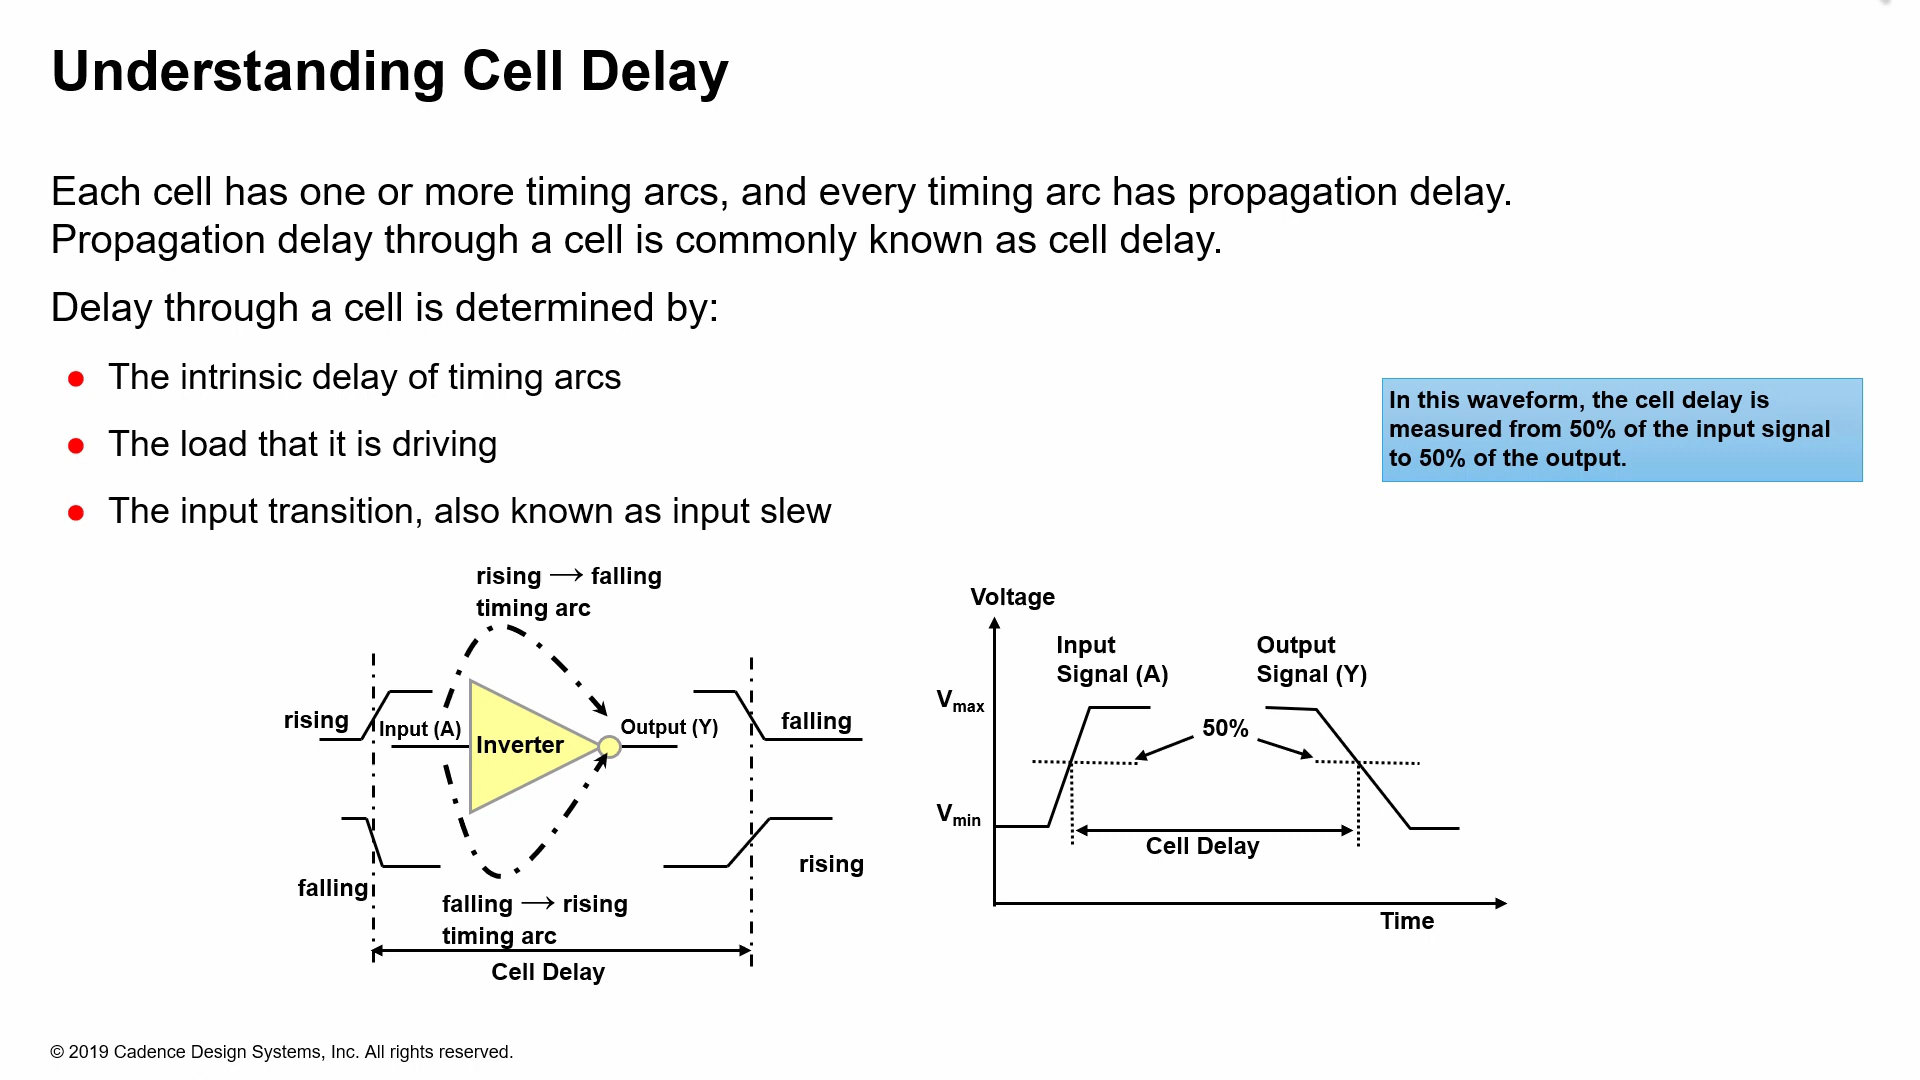 Understanding Cell Delay
Each cell has one or more timing arcs, and every timing arc has propagation delay.
Propagation delay through a cell is commonly known as cell delay.
Delay through a cell is determined by:
● The intrinsic delay of timing arcs
● The load that it is driving
● The input transition, also known as input slew
In this waveform, the cell delay is
measured from 50% of the input signal
to 50% of the output.
rising → falling
timing arc
rising
Input (A)
Inverter
Output (Y)
falling
falling
rising
falling → rising
timing arc
Cell Delay
Voltage
Input
Signal (A)
Output
Signal (Y)
Vmax
50%
Vmin
Cell Delay
Time
© 2019 Cadence Design Systems, Inc. All rights reserved.